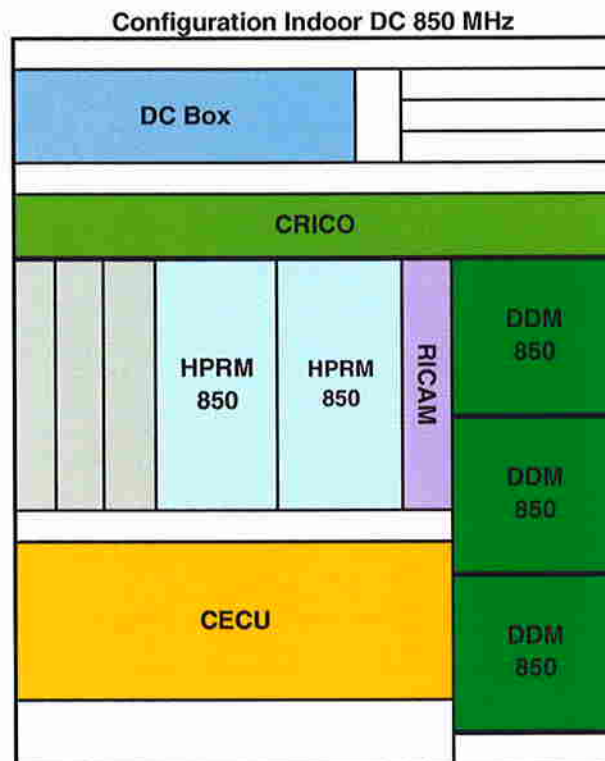 Configuration Indoor DC 850 MHz
DC Box
CRICO
HPRM
850
HPRM
850
RICAM
DDM
850
DDM
850
CECU
DDM
850